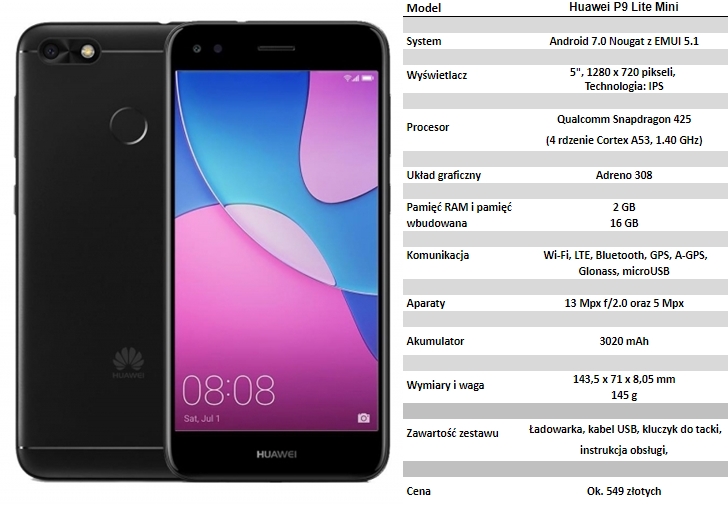 HUAWEI
08:08
Sat, Jul 1
HUAWEI
Model Huawei P9 Lite Mini
System Android 7.0 Nougat z EMUI 5.1
Wyświetlacz 5", 1280 x 720 pikseli,
Technologia: IPS
Procesor Qualcomm Snapdragon 425
(4 rdzenie Cortex A53, 1.40 GHz)
Układ graficzny Adreno 308
Pamięć RAM i pamięć 2 GB
wbudowana 16 GB
Komunikacja Wi-Fi, LTE, Bluetooth, GPS, A-GPS,
Glonass, microUSB
Aparaty 13 Mpx f/2.0 oraz 5 Mpx
Akumulator 3020 mAh
Wymiary i waga 143,5 x 71 x 8,05 mm
145 g
Zawartość zestawu Ładowarka, kabel USB, kluczyk do tacki,
instrukcja obsługi,
Cena Ok. 549 złotych